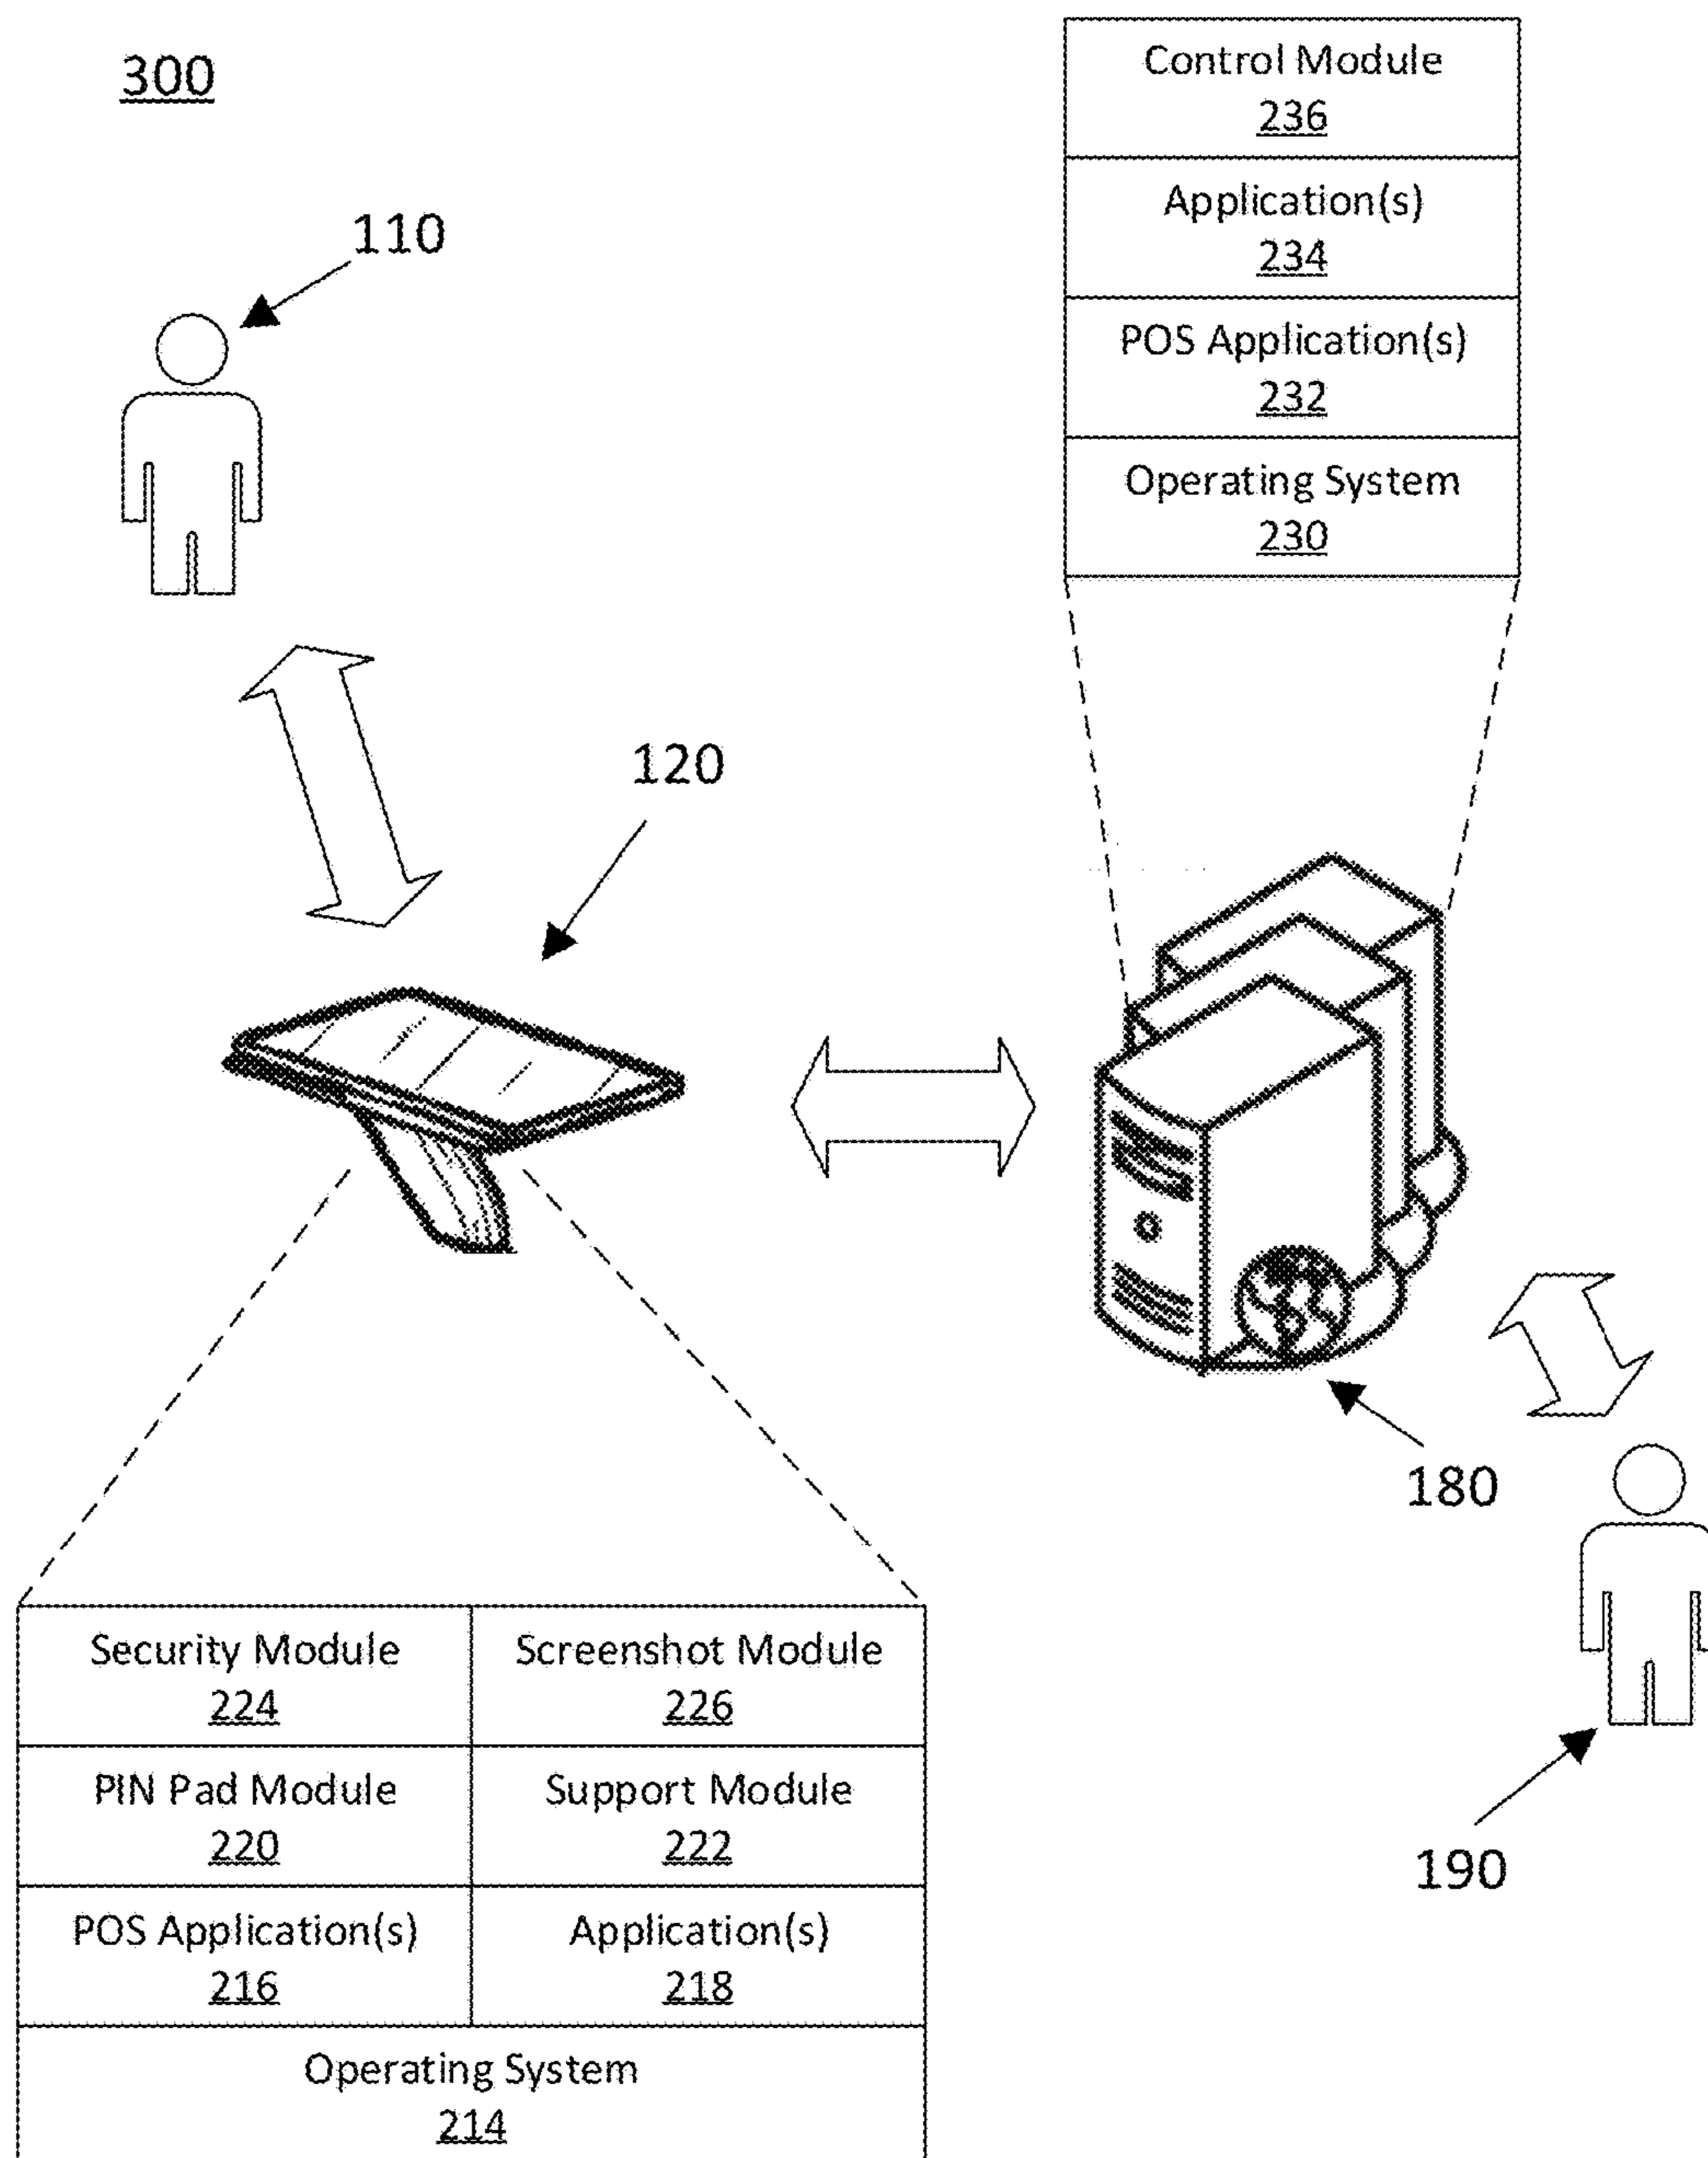 300
Control Module
236
Application(s)
234
POS Application(s)
232
Operating System
230
110
120
180
190
Security Module
224
Screenshot Module
226
PIN Pad Module
220
Support Module
222
POS Application(s)
216
Application(s)
218
Operating System
214